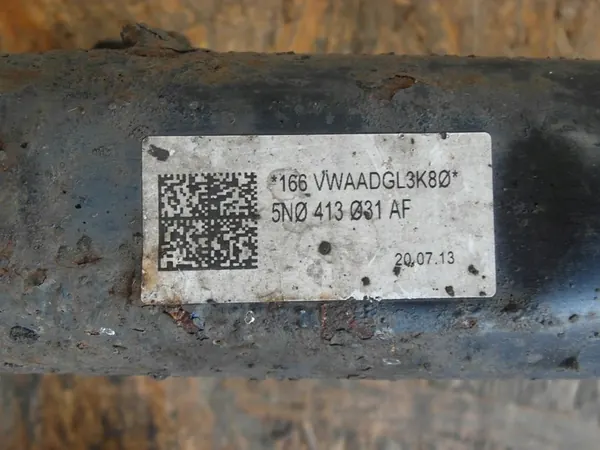 *166 VWAADGL3K8Ø*
5NØ 413 Ø31 AF
20.07.13